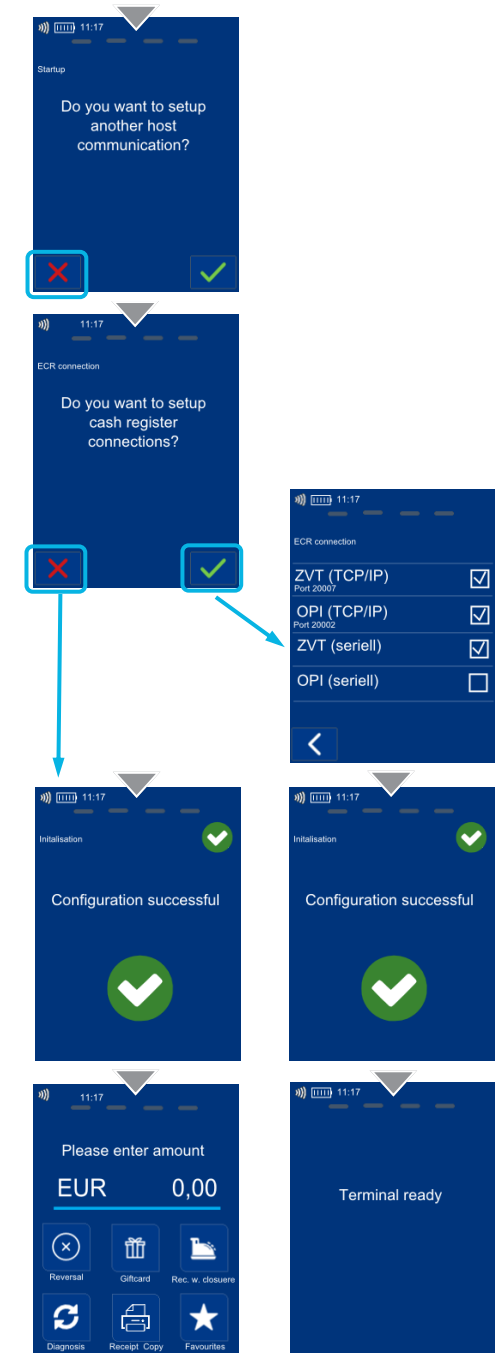 11:17
Startup
Do you want to setup
another host
communication?
11:17
ECR connection
Do you want to setup
cash register
connections?
11:17
ECR connection
ZVT (TCP/IP)
Port 20007
OPI (TCP/IP)
Port 20002
ZVT (seriell)
OPI (seriell)
11:17
Initalisation
Configuration successful
11:17
Initalisation
Configuration successful
11:17
Please enter amount
EUR 0,00
Reversal Giftcard Rec. w. closuere
Diagnosis Receipt Copy Favourites
11:17
Terminal ready